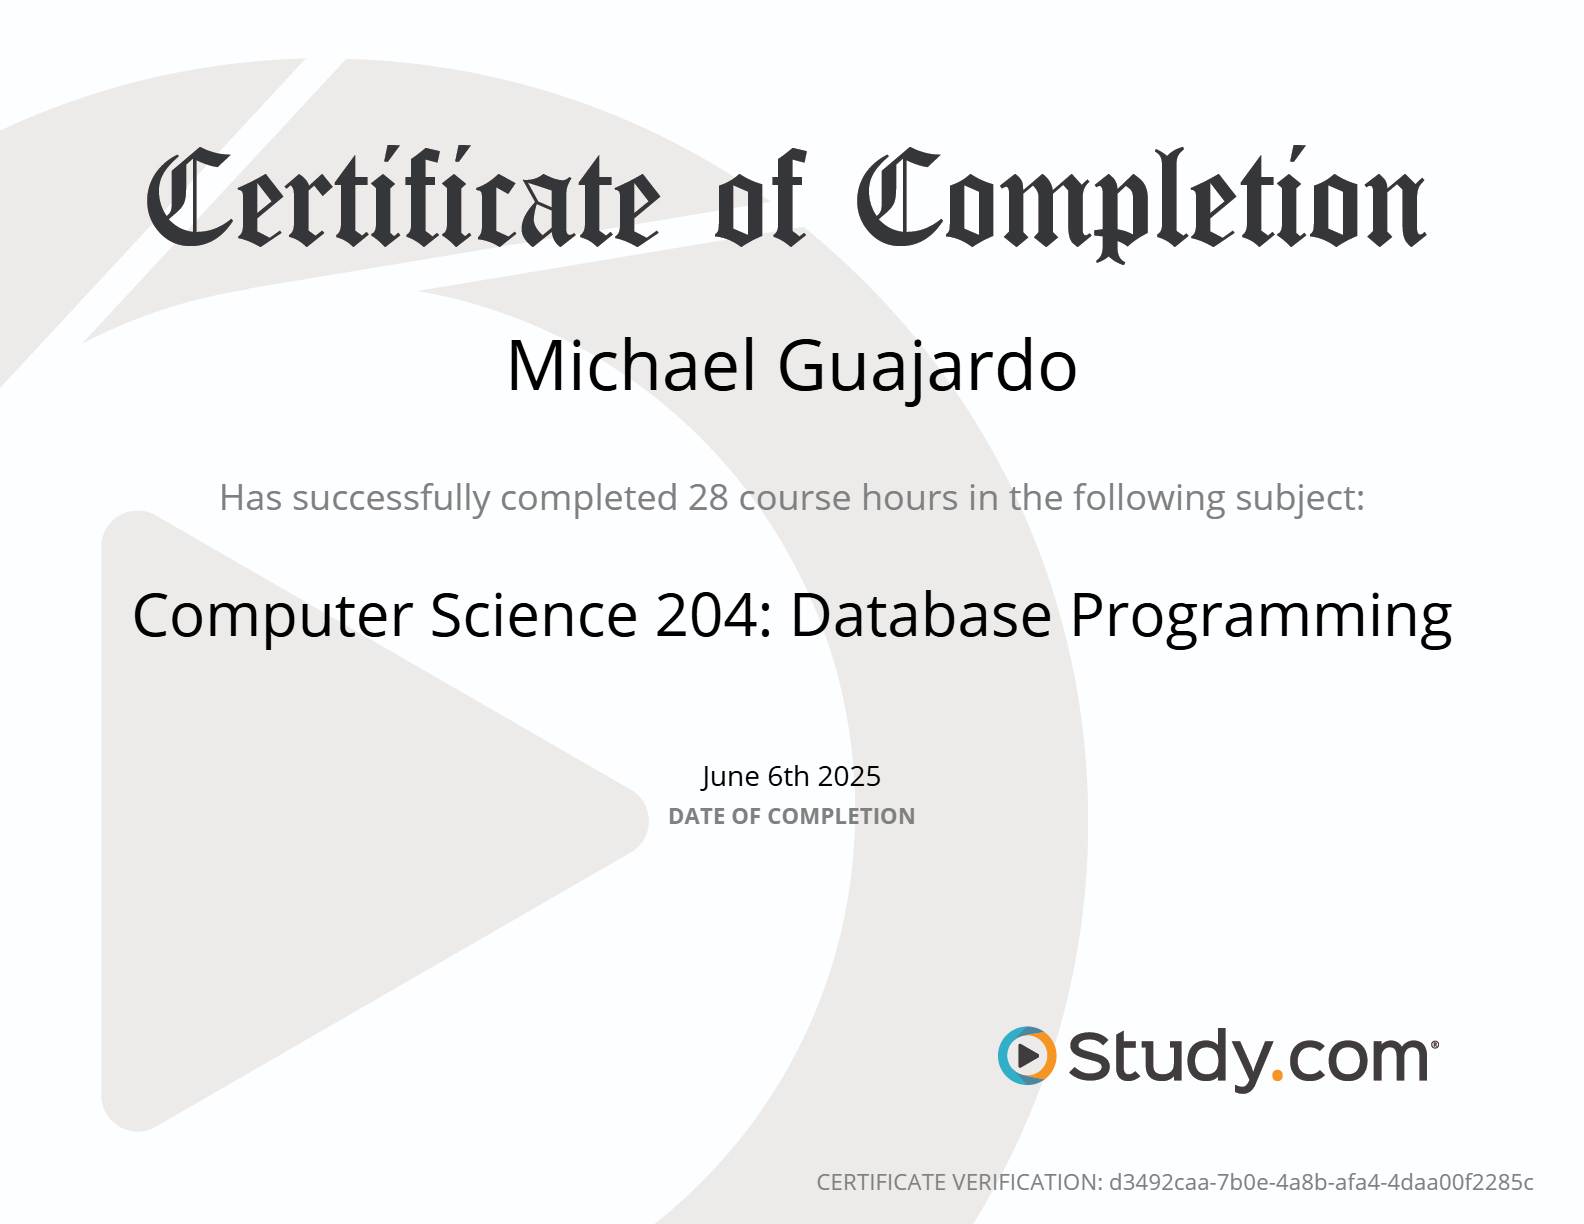 Certificate of Completion
Michael Guajardo
Has successfully completed 28 course hours in the following subject:
Computer Science 204: Database Programming
June 6th 2025
DATE OF COMPLETION
Study.com®
CERTIFICATE VERIFICATION: d3492caa-7b0e-4a8b-afa4-4daa00f2285c